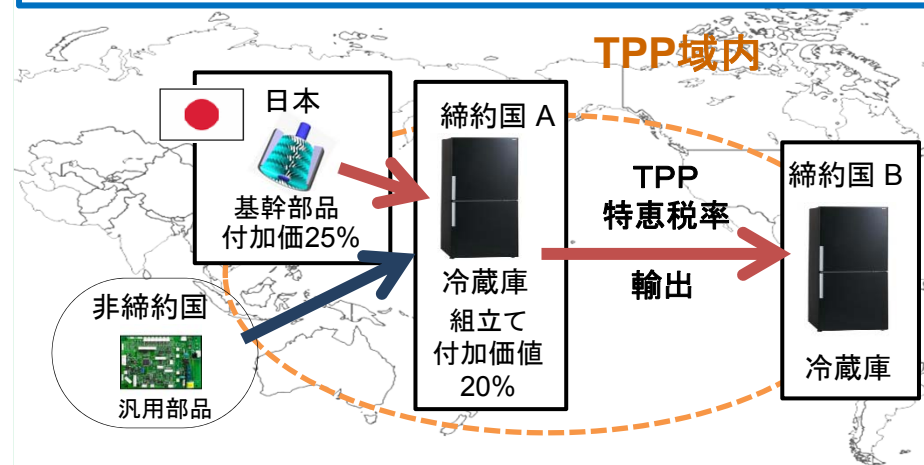 TPP域内
日本
基幹部品
付加価25%
締約国 A
冷蔵庫
組立て
付加価値
20%
非締約国
汎用部品
TPP
特恵税率
輸出
締約国 B
冷蔵庫